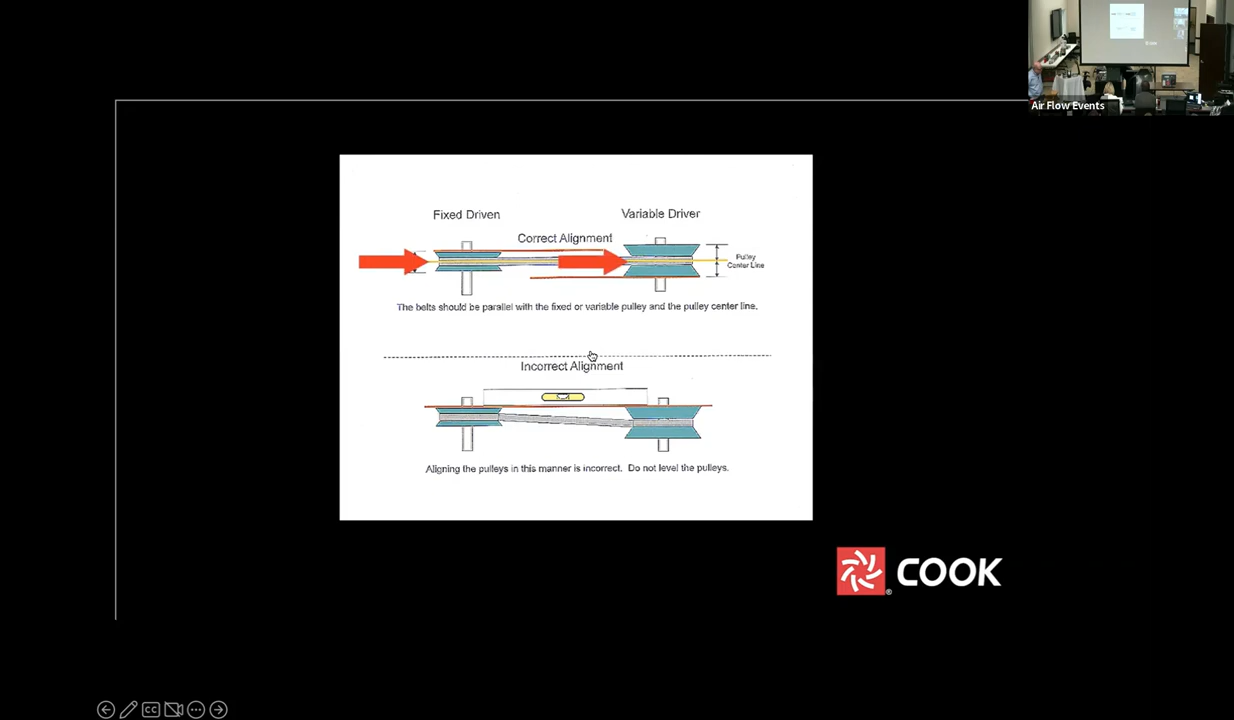 Air Flow Events
Fixed Driven
Variable Driver
Correct Alignment
Pulley
Center Line
The belts should be parallel with the fixed or variable pulley and the pulley center line.
Incorrect Alignment
Aligning the pulleys in this manner is incorrect. Do not level the pulleys.
COOK
®
CC